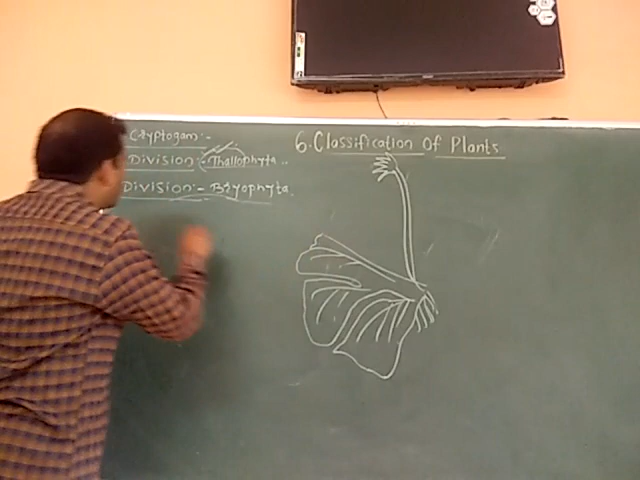 Cryptogam:-
Division :- Thallophyta ..
Division:- Bryophyta.
6. Classification Of Plants